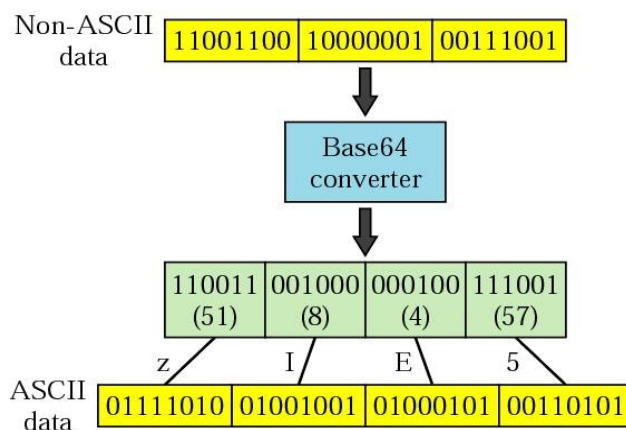 Non-ASCII
data
11001100 10000001 00111001
Base64
converter
110011 001000 000100 111001
(51) (8) (4) (57)
z I E 5
ASCII
data
01111010 01001001 01000101 00110101